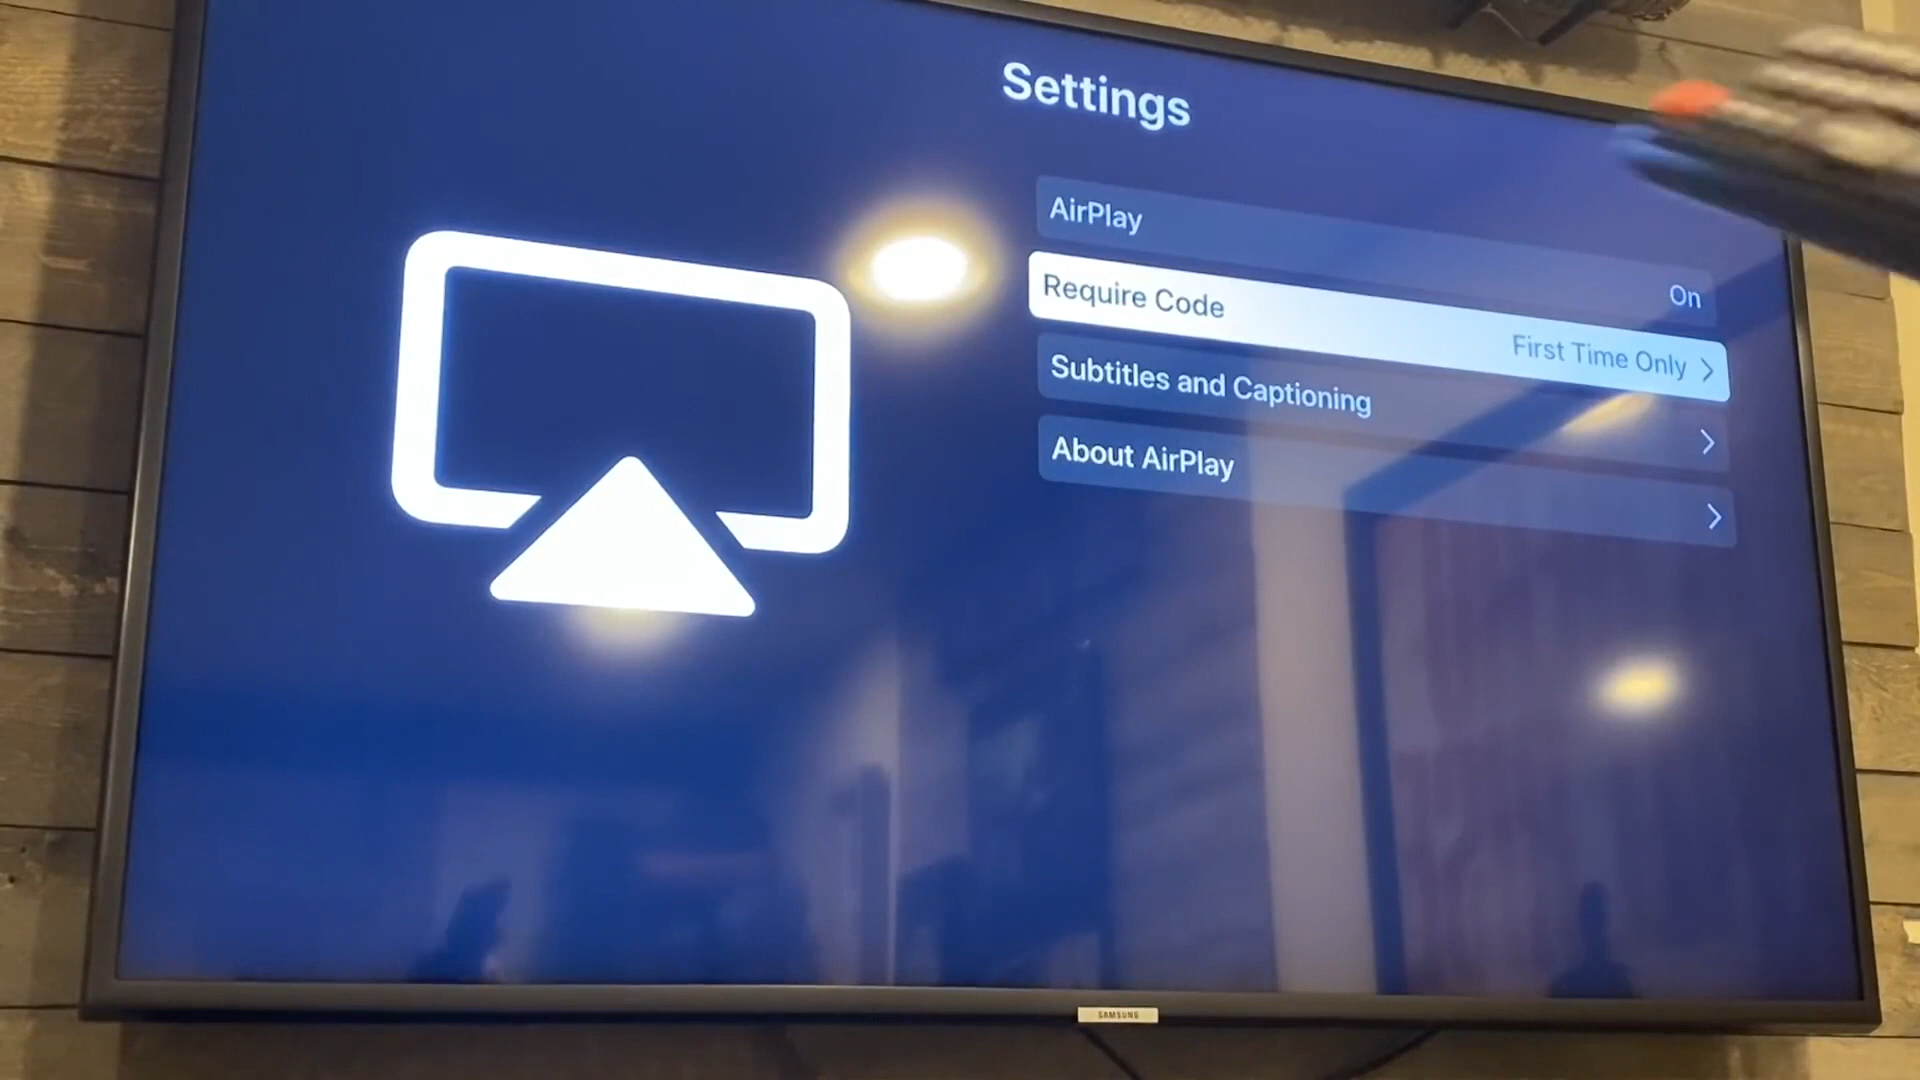 Settings
AirPlay
On
Require Code
First Time Only
Subtitles and Captioning
About AirPlay
SAMSUNG